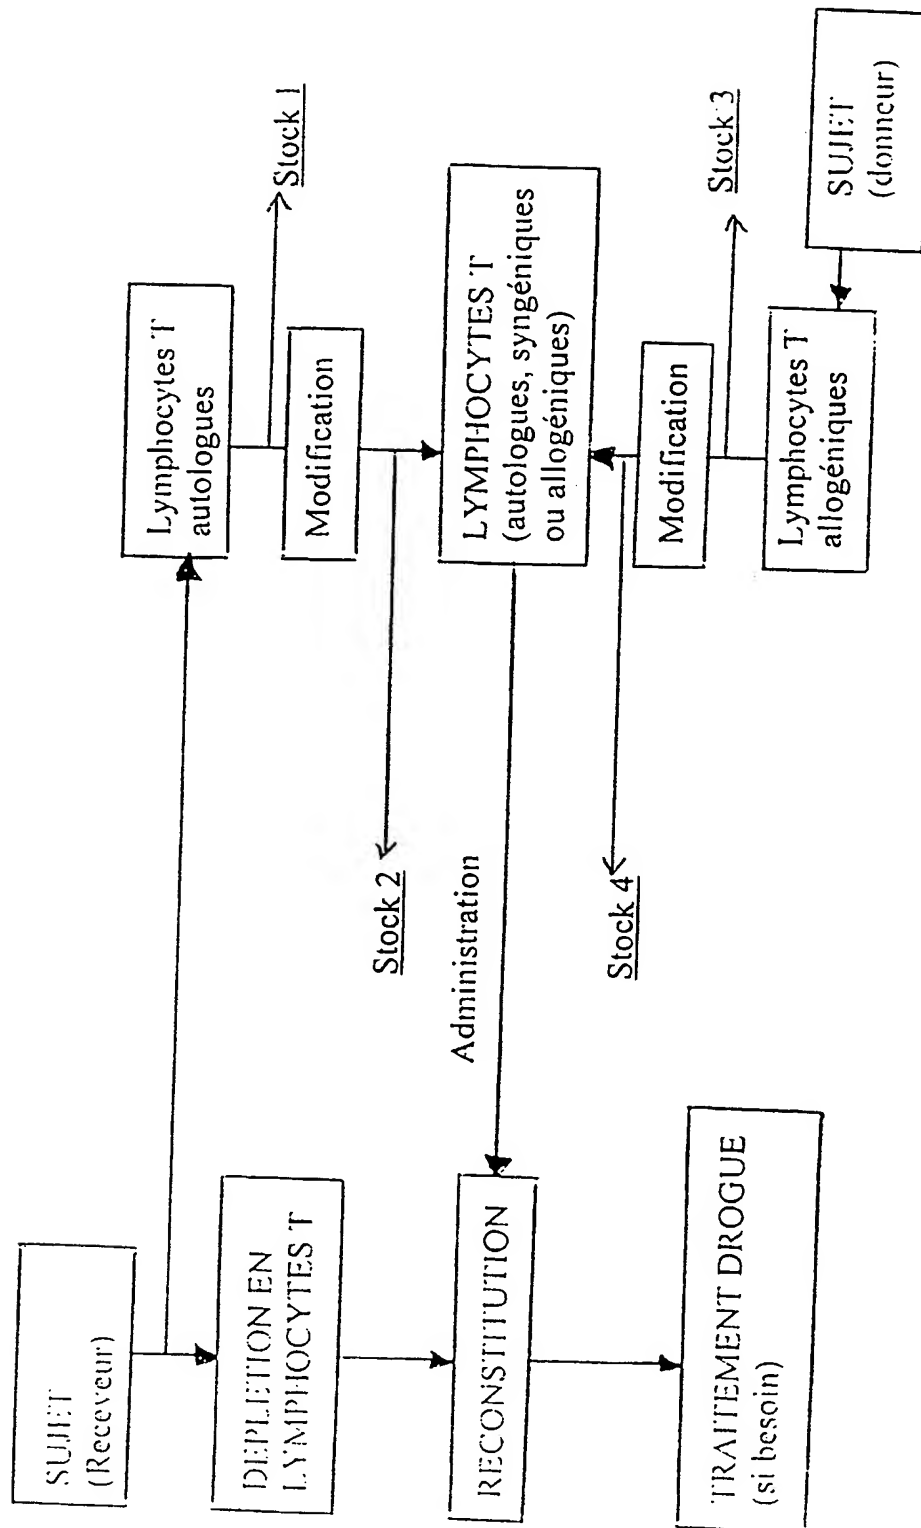 SUJET
(Receveur)
DEPLETION EN
LYMPHOCYTES T
RECONSTITUTION
TRAITEMENT DROGUE
(si besoin)
Administration
Lymphocytes T
autologues
Stock 1
Modification
Stock 2
LYMPHOCYTES T
(autologues, syngéniques
ou allogéniques)
Stock 4
Modification
Stock 3
Lymphocytes T
allogéniques
SUJET
(donneur)